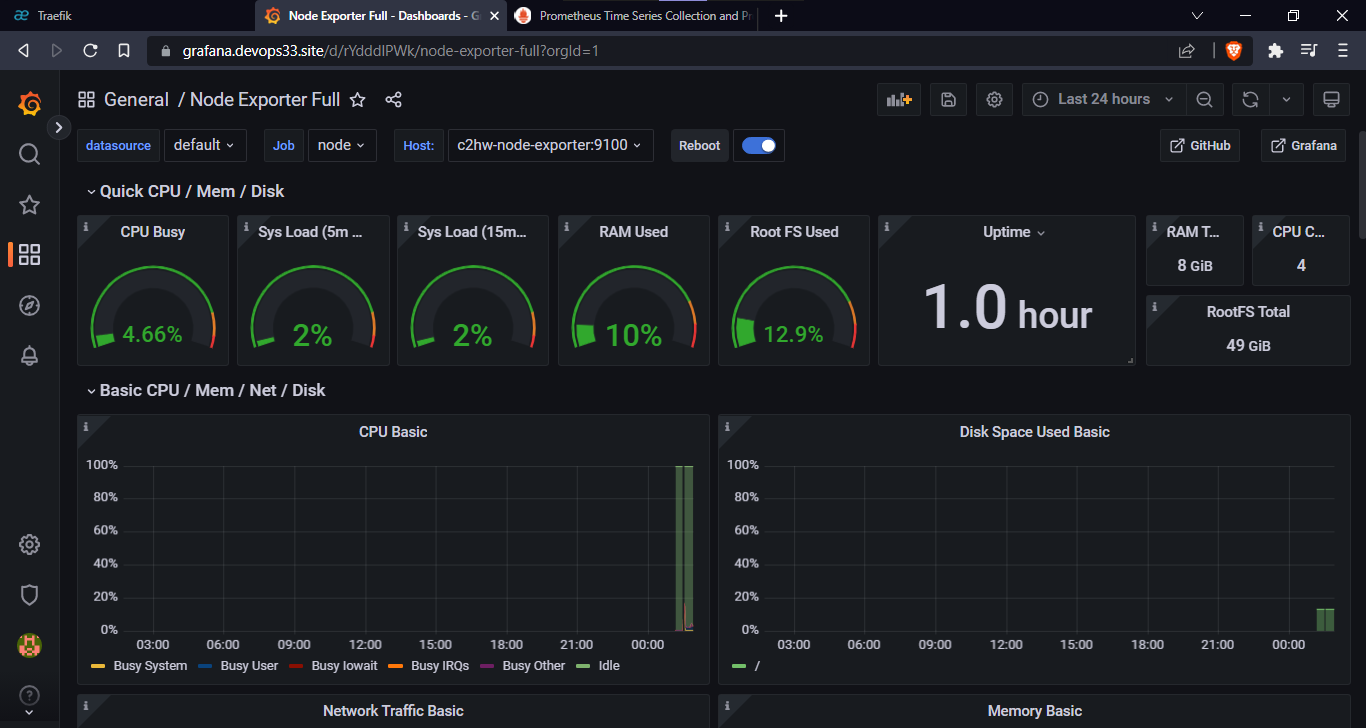 Traefik
Node Exporter Full - Dashboards - G
Prometheus Time Series Collection and Pr
grafana.devops33.site/d/rYdddlPWk/node-exporter-full?orgId=1
General / Node Exporter Full
Last 24 hours
datasource default Job node Host: c2hw-node-exporter:9100 Reboot GitHub Grafana
Quick CPU / Mem / Disk
CPU Busy
4.66%
Sys Load (5m ...
2%
Sys Load (15m...
2%
RAM Used
10%
Root FS Used
12.9%
Uptime
1.0 hour
RAM T...
8 GiB
CPU C...
4
RootFS Total
49 GiB
Basic CPU / Mem / Net / Disk
CPU Basic
100%
80%
60%
40%
20%
0%
03:00 06:00 09:00 12:00 15:00 18:00 21:00 00:00
Busy System Busy User Busy Iowait Busy IRQs Busy Other Idle
Disk Space Used Basic
100%
80%
60%
40%
20%
0%
03:00 06:00 09:00 12:00 15:00 18:00 21:00 00:00
/
Network Traffic Basic
Memory Basic